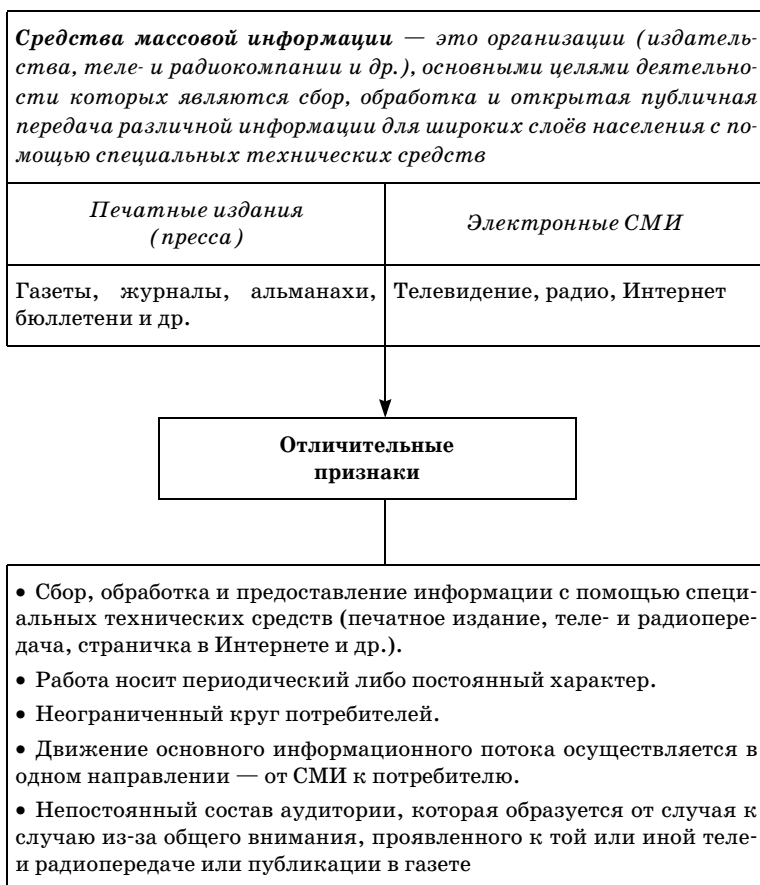 Средства массовой информации — это организации (издатель-
ства, теле- и радиокомпании и др.), основными целями деятельно-
сти которых являются сбор, обработка и открытая публичная
передача различной информации для широких слоёв населения с по-
мощью специальных технических средств
Печатные издания
(пресса)
Электронные СМИ
Газеты, журналы, альманахи,
бюллетени и др.
Телевидение, радио, Интернет
Отличительные
признаки
• Сбор, обработка и предоставление информации с помощью специ-
альных технических средств (печатное издание, теле- и радиопере-
дача, страничка в Интернете и др.).
• Работа носит периодический либо постоянный характер.
• Неограниченный круг потребителей.
• Движение основного информационного потока осуществляется в
одном направлении — от СМИ к потребителю.
• Непостоянный состав аудитории, которая образуется от случая к
случаю из-за общего внимания, проявленного к той или иной теле-
и радиопередаче или публикации в газете